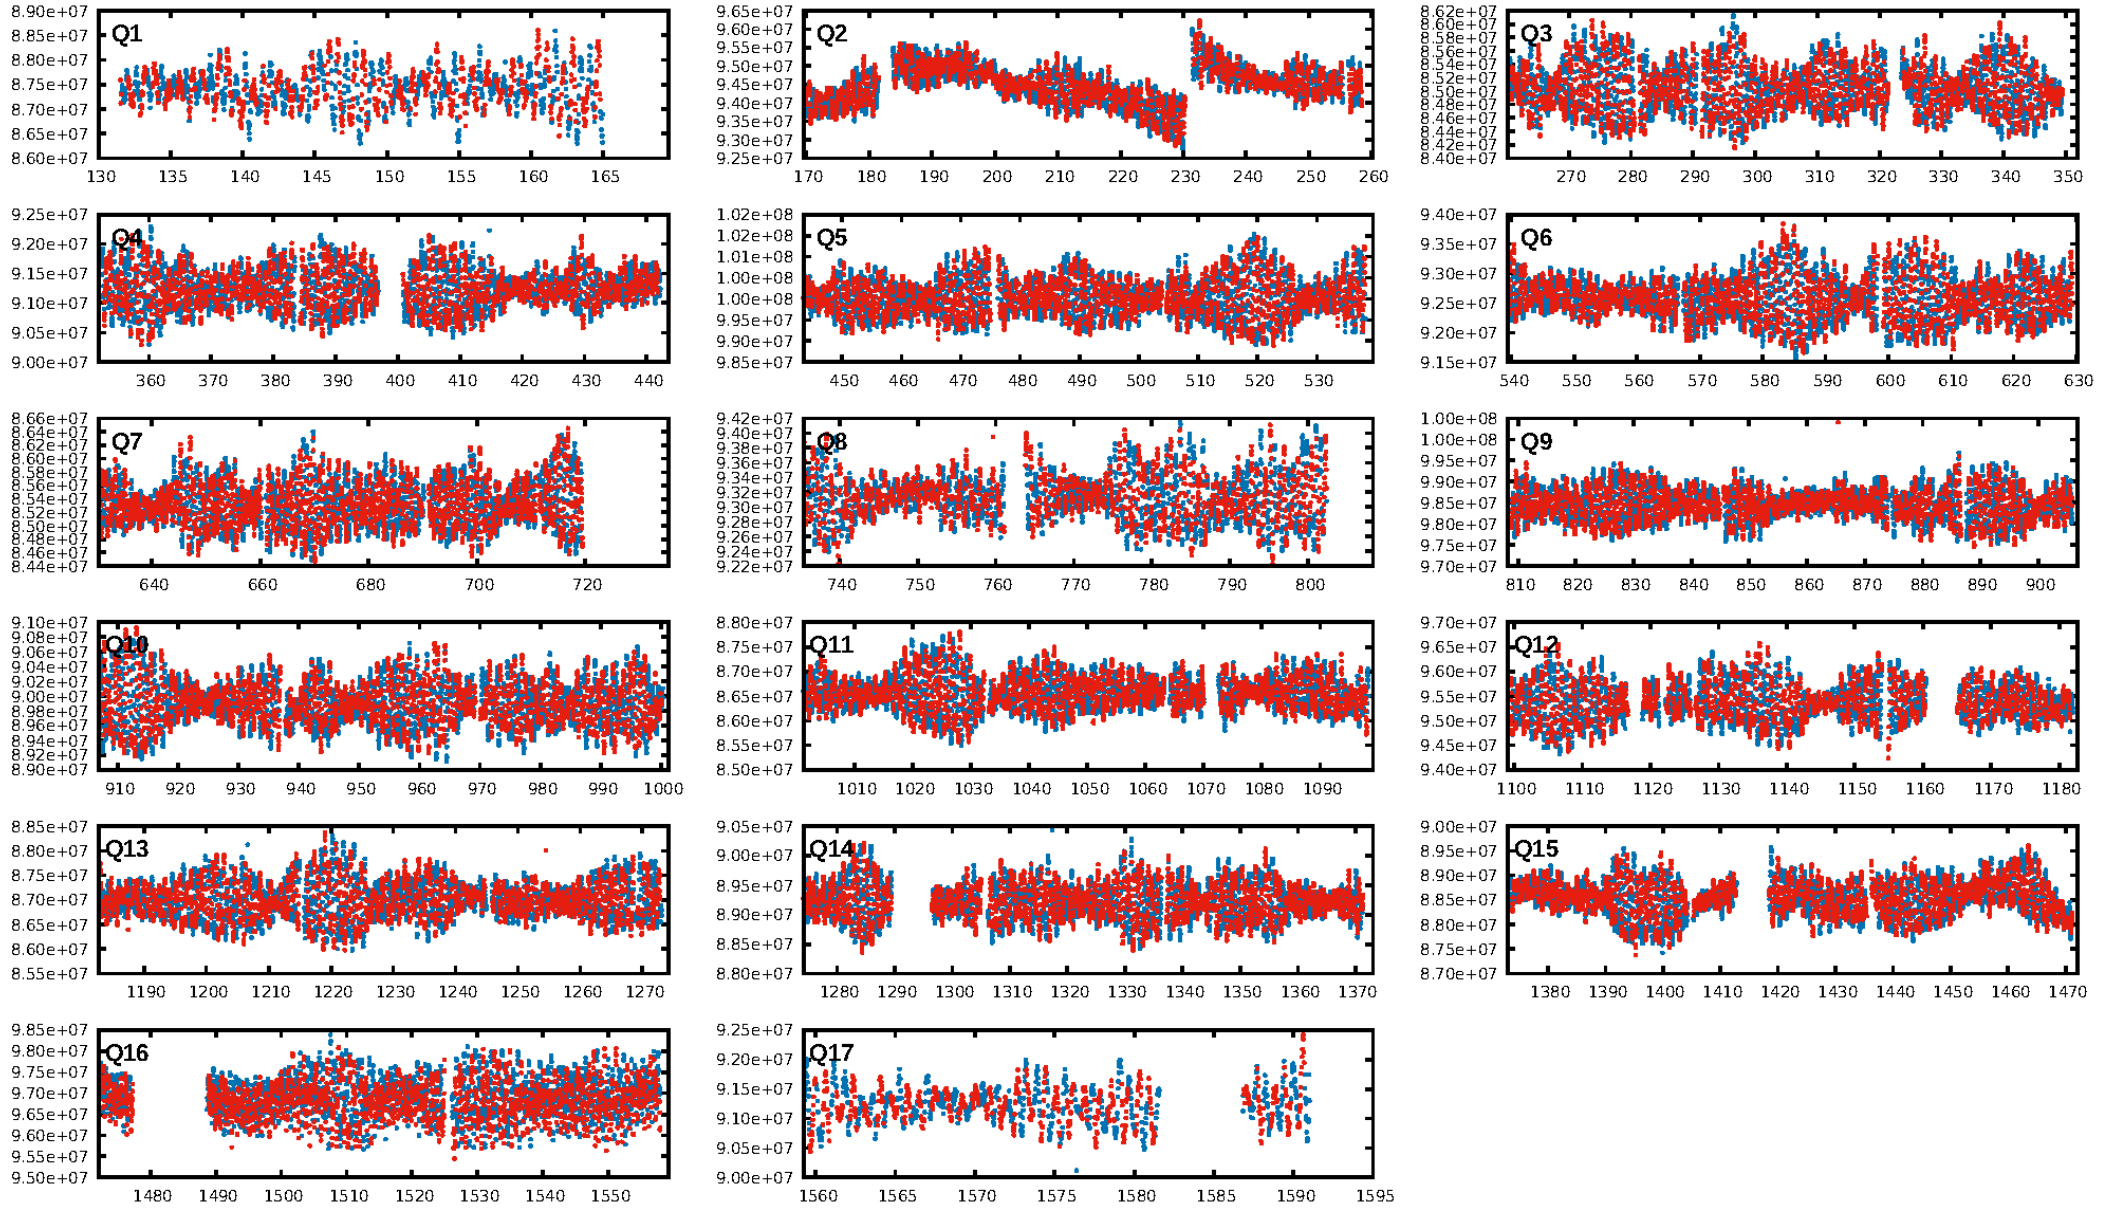 Q1
8.90e+07
8.85e+07
8.80e+07
8.75e+07
8.70e+07
8.65e+07
8.60e+07
130 135 140 145 150 155 160 165
Q2
9.65e+07
9.60e+07
9.55e+07
9.50e+07
9.45e+07
9.40e+07
9.35e+07
9.30e+07
9.25e+07
170 180 190 200 210 220 230 240 250 260
Q3
8.62e+07
8.60e+07
8.58e+07
8.56e+07
8.54e+07
8.52e+07
8.50e+07
8.48e+07
8.46e+07
8.44e+07
8.42e+07
8.40e+07
270 280 290 300 310 320 330 340 350
Q4
9.25e+07
9.20e+07
9.15e+07
9.10e+07
9.05e+07
9.00e+07
360 370 380 390 400 410 420 430 440
Q5
1.02e+08
1.02e+08
1.01e+08
1.00e+08
1.00e+08
9.95e+07
9.90e+07
9.85e+07
450 460 470 480 490 500 510 520 530
Q6
9.40e+07
9.35e+07
9.30e+07
9.25e+07
9.20e+07
9.15e+07
540 550 560 570 580 590 600 610 620 630
Q7
8.66e+07
8.64e+07
8.62e+07
8.60e+07
8.58e+07
8.56e+07
8.54e+07
8.52e+07
8.50e+07
8.48e+07
8.46e+07
8.44e+07
640 660 680 700 720
Q8
9.42e+07
9.40e+07
9.38e+07
9.36e+07
9.34e+07
9.32e+07
9.30e+07
9.28e+07
9.26e+07
9.24e+07
9.22e+07
740 750 760 770 780 790 800
Q9
1.00e+08
1.00e+08
9.95e+07
9.90e+07
9.85e+07
9.80e+07
9.75e+07
9.70e+07
810 820 830 840 850 860 870 880 890 900
Q10
9.10e+07
9.08e+07
9.06e+07
9.04e+07
9.02e+07
9.00e+07
8.98e+07
8.96e+07
8.94e+07
8.92e+07
8.90e+07
910 920 930 940 950 960 970 980 990 1000
Q11
8.80e+07
8.75e+07
8.70e+07
8.65e+07
8.60e+07
8.55e+07
8.50e+07
1010 1020 1030 1040 1050 1060 1070 1080 1090
Q12
9.70e+07
9.65e+07
9.60e+07
9.55e+07
9.50e+07
9.45e+07
9.40e+07
1100 1110 1120 1130 1140 1150 1160 1170 1180
Q13
8.85e+07
8.80e+07
8.75e+07
8.70e+07
8.65e+07
8.60e+07
8.55e+07
1190 1200 1210 1220 1230 1240 1250 1260 1270
Q14
9.05e+07
9.00e+07
8.95e+07
8.90e+07
8.85e+07
8.80e+07
1280 1290 1300 1310 1320 1330 1340 1350 1360 1370
Q15
9.00e+07
8.95e+07
8.90e+07
8.85e+07
8.80e+07
8.75e+07
8.70e+07
1380 1390 1400 1410 1420 1430 1440 1450 1460 1470
Q16
9.85e+07
9.80e+07
9.75e+07
9.70e+07
9.65e+07
9.60e+07
9.55e+07
9.50e+07
1480 1490 1500 1510 1520 1530 1540 1550
Q17
9.25e+07
9.20e+07
9.15e+07
9.10e+07
9.05e+07
9.00e+07
1560 1565 1570 1575 1580 1585 1590 1595